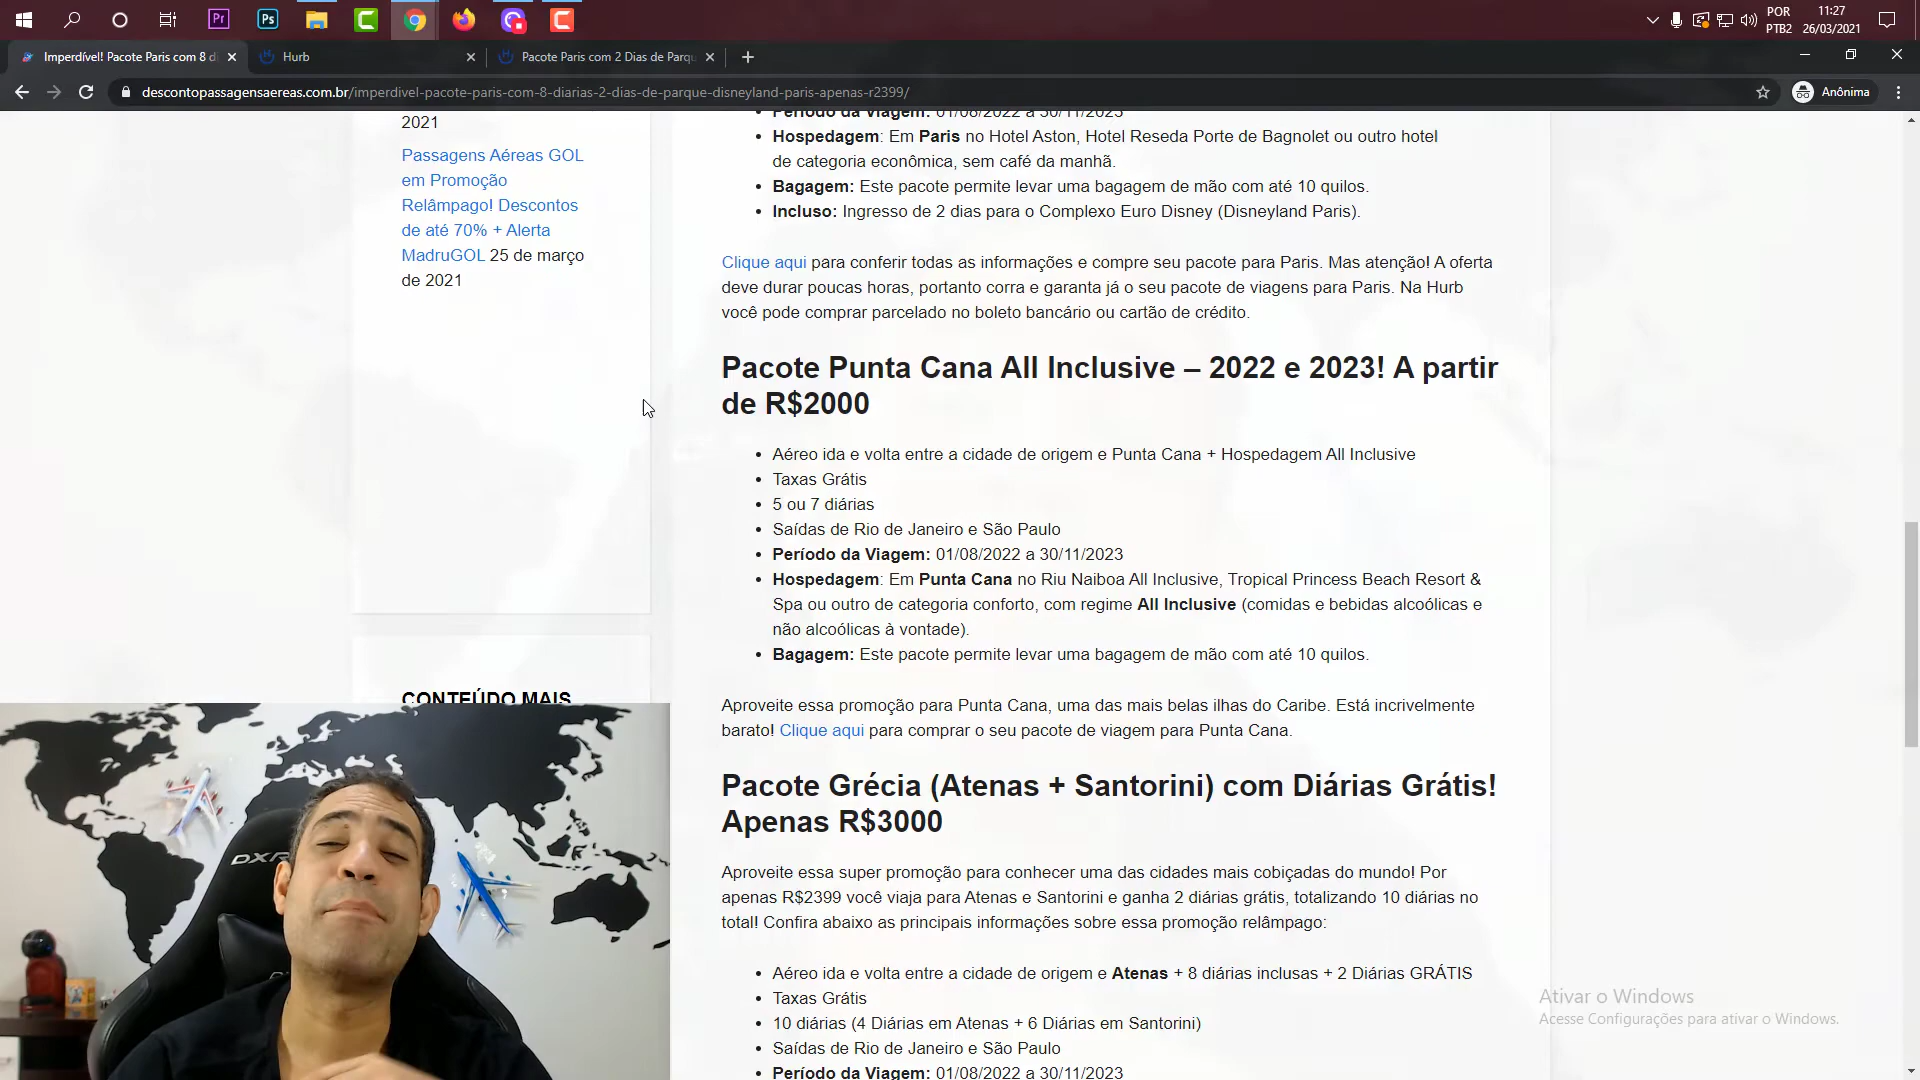 POR
PTB2
11:27
26/03/2021
Imperdível! Pacote Paris com 8 d
Hurb
Pacote Paris com 2 Dias de Parqu
descontopassagensaereas.com.br/imperdivel-pacote-paris-com-8-diarias-2-dias-de-parque-disneyland-paris-apenas-r2399/
Anônima
2021
Passagens Aéreas GOL
em Promoção
Relâmpago! Descontos
de até 70% + Alerta
MadruGOL 25 de março
de 2021
CONTEÚDO MAIS
Período da Viagem: 01/08/2022 a 30/11/2023
Hospedagem: Em Paris no Hotel Aston, Hotel Reseda Porte de Bagnolet ou outro hotel
de categoria econômica, sem café da manhã.
Bagagem: Este pacote permite levar uma bagagem de mão com até 10 quilos.
Incluso: Ingresso de 2 dias para o Complexo Euro Disney (Disneyland Paris).
Clique aqui para conferir todas as informações e compre seu pacote para Paris. Mas atenção! A oferta
deve durar poucas horas, portanto corra e garanta já o seu pacote de viagens para Paris. Na Hurb
você pode comprar parcelado no boleto bancário ou cartão de crédito.
Pacote Punta Cana All Inclusive – 2022 e 2023! A partir
de R$2000
Aéreo ida e volta entre a cidade de origem e Punta Cana + Hospedagem All Inclusive
Taxas Grátis
5 ou 7 diárias
Saídas de Rio de Janeiro e São Paulo
Período da Viagem: 01/08/2022 a 30/11/2023
Hospedagem: Em Punta Cana no Riu Naiboa All Inclusive, Tropical Princess Beach Resort &
Spa ou outro de categoria conforto, com regime All Inclusive (comidas e bebidas alcoólicas e
não alcoólicas à vontade).
Bagagem: Este pacote permite levar uma bagagem de mão com até 10 quilos.
Aproveite essa promoção para Punta Cana, uma das mais belas ilhas do Caribe. Está incrivelmente
barato! Clique aqui para comprar o seu pacote de viagem para Punta Cana.
Pacote Grécia (Atenas + Santorini) com Diárias Grátis!
Apenas R$3000
Aproveite essa super promoção para conhecer uma das cidades mais cobiçadas do mundo! Por
apenas R$2399 você viaja para Atenas e Santorini e ganha 2 diárias grátis, totalizando 10 diárias no
total! Confira abaixo as principais informações sobre essa promoção relâmpago:
Aéreo ida e volta entre a cidade de origem e Atenas + 8 diárias inclusas + 2 Diárias GRÁTIS
Taxas Grátis
10 diárias (4 Diárias em Atenas + 6 Diárias em Santorini)
Saídas de Rio de Janeiro e São Paulo
Período da Viagem: 01/08/2022 a 30/11/2023
Ativar o Windows
Acesse Configurações para ativar o Windows.
DXR